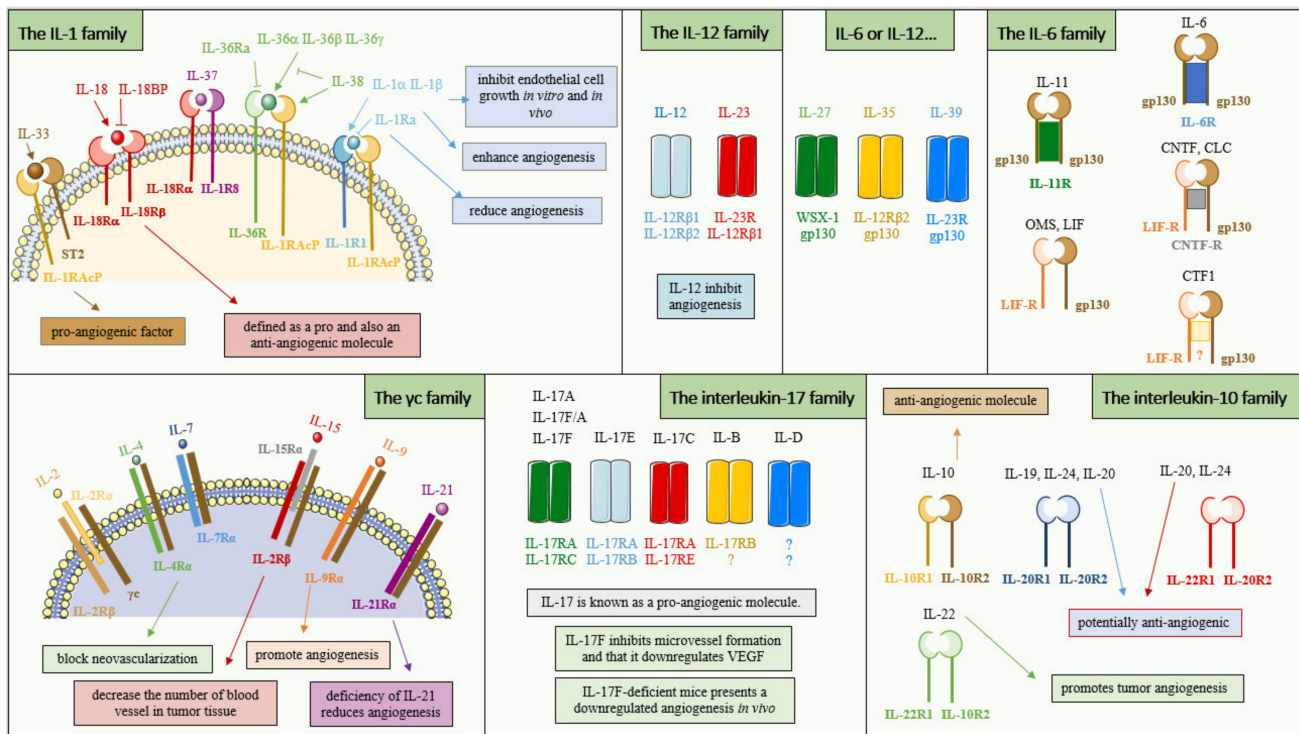 The IL-1 family
IL-36α IL-36β IL-36γ
IL-36Ra
IL-37
IL-38
IL-18 IL-18BP
IL-1α IL-1β
IL-33
IL-1Ra
IL-18Rα
IL-1R8
IL-18Rα
IL-18Rβ
IL-36R
IL-1RAcP
IL-1R1
IL-1RAcP
ST2
IL-1RAcP
inhibit endothelial cell
growth in vitro and in
vivo
enhance angiogenesis
reduce angiogenesis
pro-angiogenic factor
defined as a pro and also an
anti-angiogenic molecule
The IL-12 family
IL-12 IL-23
IL-12Rβ1 IL-23R
IL-12Rβ2 IL-12Rβ1
IL-12 inhibit
angiogenesis
IL-6 or IL-12...
IL-27 IL-35 IL-39
WSX-1 IL-12Rβ2 IL-23R
gp130 gp130 gp130
The IL-6 family
IL-6
gp130 gp130
IL-6R
IL-11
gp130 gp130
IL-11R
CNTF, CLC
LIF-R gp130
CNTF-R
OMS, LIF
LIF-R gp130
CTF1
LIF-R ? gp130
The γc family
IL-15
IL-7
IL-4
IL-15Rα
IL-9
IL-2
IL-2Rα
IL-21
IL-7Rα
IL-2Rβ
IL-4Rα
IL-9Rα
γc
IL-2Rβ
IL-21Rα
block neovascularization
promote angiogenesis
decrease the number of blood
vessel in tumor tissue
deficiency of IL-21
reduces angiogenesis
The interleukin-17 family
IL-17A
IL-17F/A
IL-17F IL-17E IL-17C IL-B IL-D
IL-17RA IL-17RA IL-17RA IL-17RB ?
IL-17RC IL-17RB IL-17RE ? ?
IL-17 is known as a pro-angiogenic molecule.
IL-17F inhibits microvessel formation
and that it downregulates VEGF
IL-17F-deficient mice presents a
downregulated angiogenesis in vivo
The interleukin-10 family
anti-angiogenic molecule
IL-10
IL-19, IL-24, IL-20
IL-20, IL-24
IL-10R1 IL-10R2
IL-20R1 IL-20R2
IL-22R1 IL-20R2
IL-22
potentially anti-angiogenic
IL-22R1 IL-10R2
promotes tumor angiogenesis